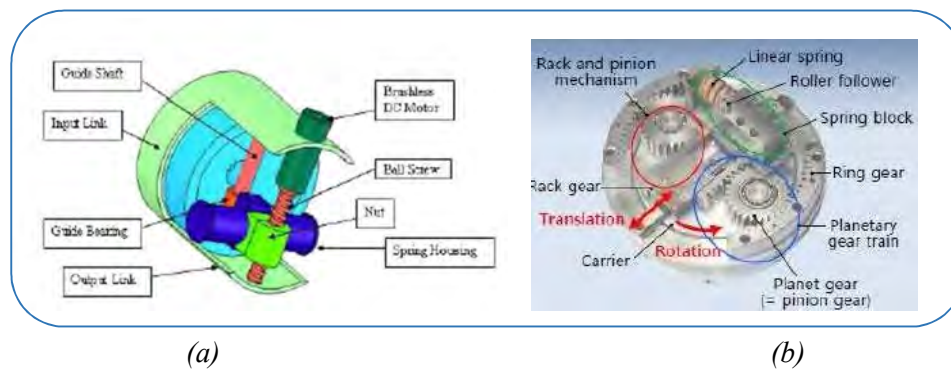 Guide Shaft
Input Link
Guide Bearing
Output Link
Brushless
DC Motor
Ball Screw
Nut
Spring Housing
Rack and pinion
mechanism
Rack gear
Translation
Carrier
Rotation
Linear spring
Roller follower
Spring block
Ring gear
Planetary
gear train
Planet gear
(= pinion gear)
(a)
(b)